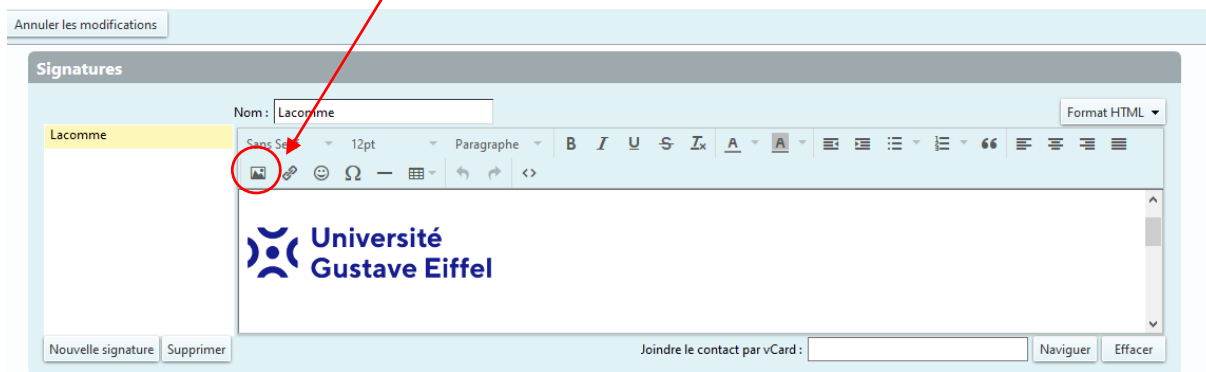 Annuler les modifications
Signatures
Nom : Lacomme
Format HTML
Lacomme
Sans Serif 12pt Paragraphe B I U S Ix A A
Ω <>
Université
Gustave Eiffel
Nouvelle signature Supprimer Joindre le contact par vCard : Naviguer Effacer